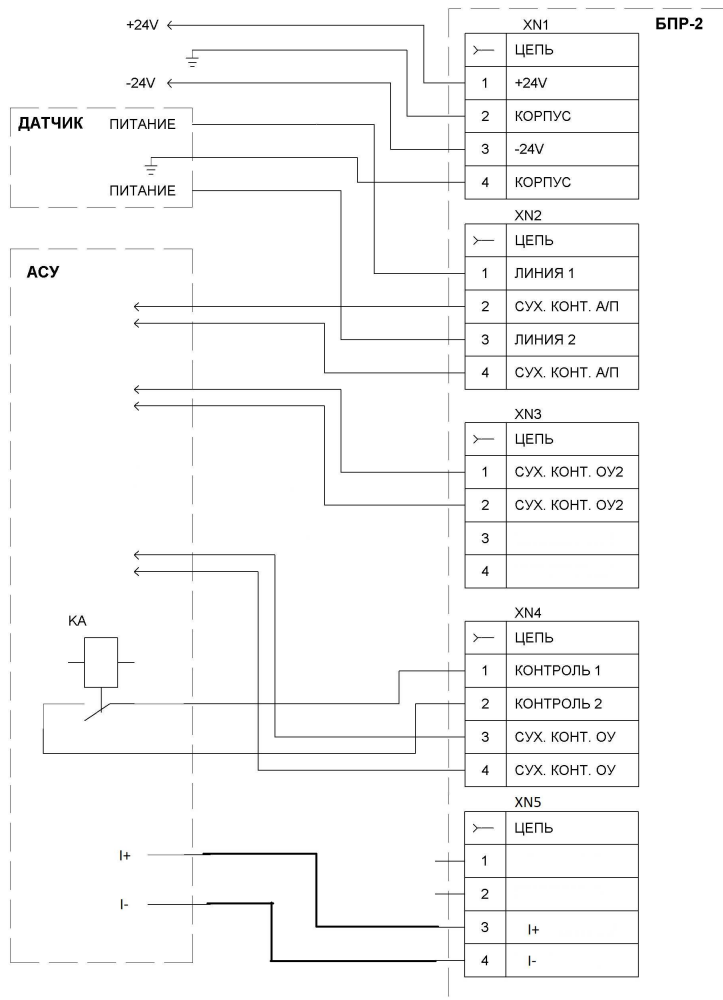 БПР-2
+24V
-24V
ДАТЧИК
ПИТАНИЕ
ПИТАНИЕ
АСУ
KA
I+
I-
XN1
ЦЕПЬ
1 +24V
2 КОРПУС
3 -24V
4 КОРПУС
XN2
ЦЕПЬ
1 ЛИНИЯ 1
2 СУХ. КОНТ. А/П
3 ЛИНИЯ 2
4 СУХ. КОНТ. А/П
XN3
ЦЕПЬ
1 СУХ. КОНТ. ОУ2
2 СУХ. КОНТ. ОУ2
3
4
XN4
ЦЕПЬ
1 КОНТРОЛЬ 1
2 КОНТРОЛЬ 2
3 СУХ. КОНТ. ОУ
4 СУХ. КОНТ. ОУ
XN5
ЦЕПЬ
1
2
3 I+
4 I-